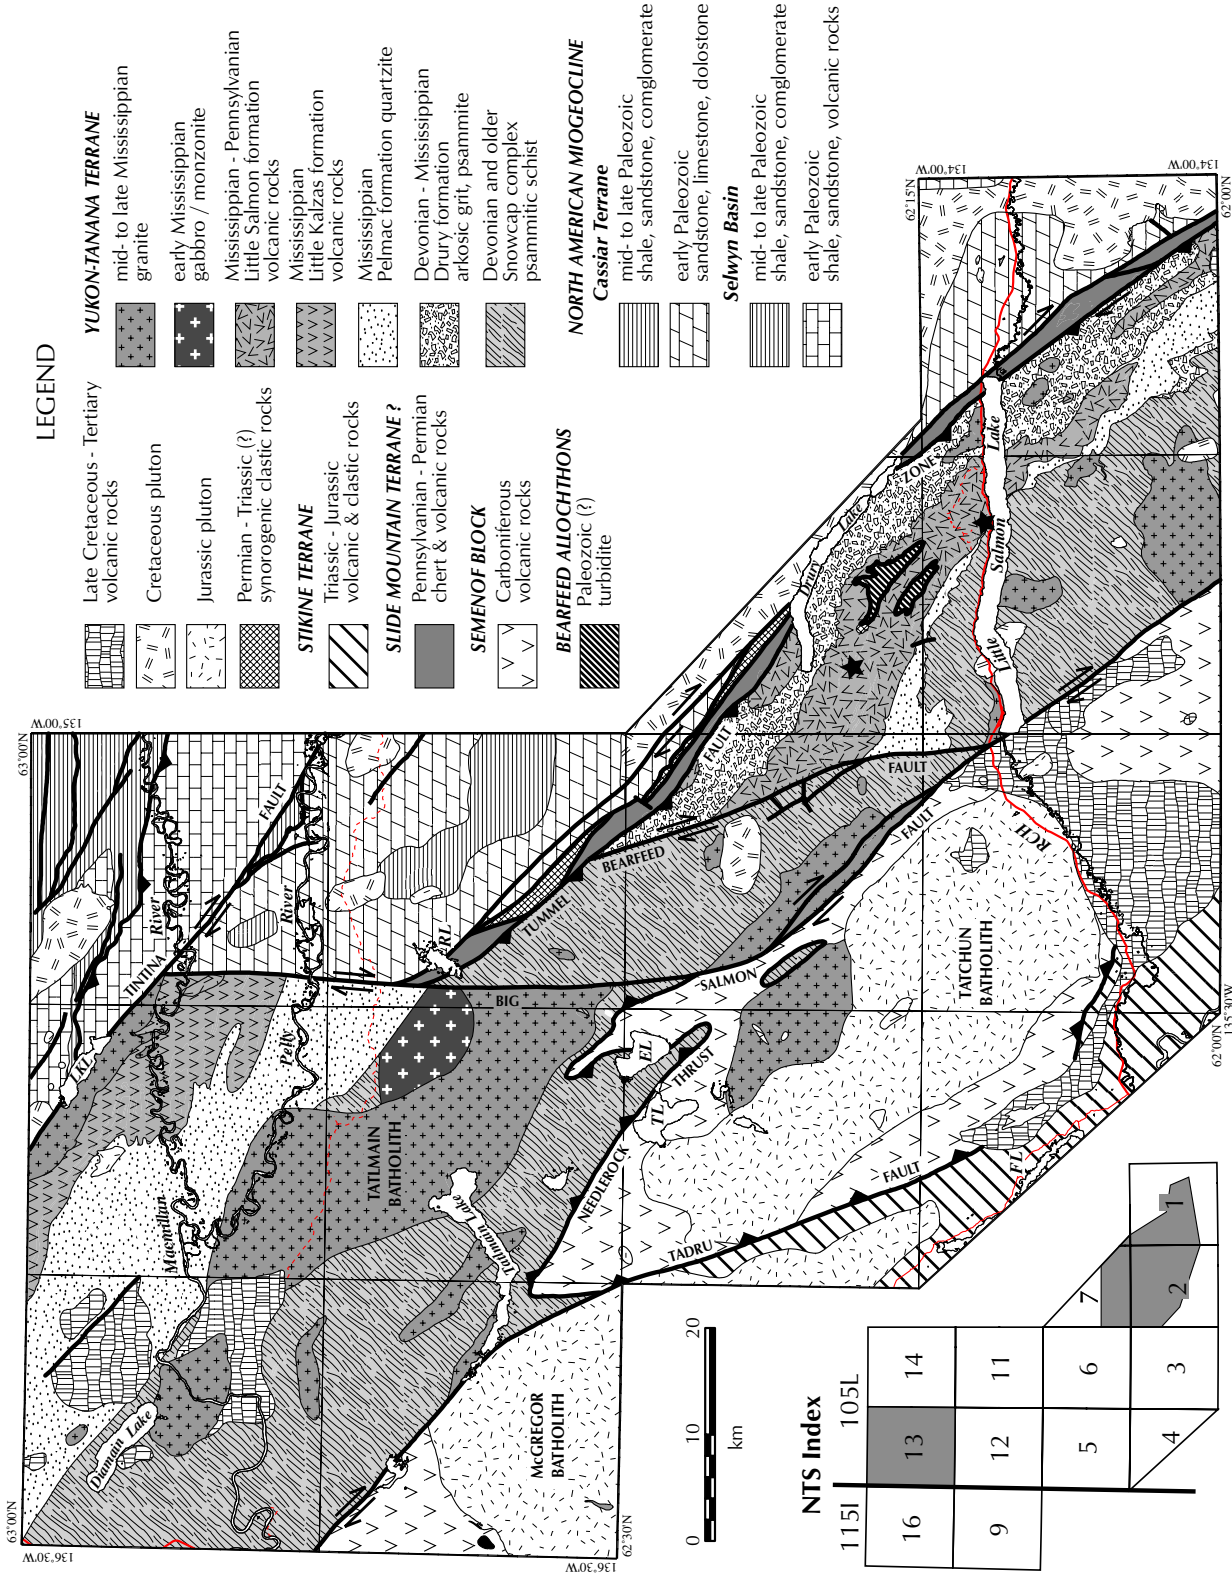 LEGEND
Late Cretaceous - Tertiary
volcanic rocks
Cretaceous pluton
Jurassic pluton
Permian - Triassic (?)
synorogenic clastic rocks
STIKINE TERRANE
Triassic - Jurassic
volcanic & clastic rocks
SLIDE MOUNTAIN TERRANE ?
Pennsylvanian - Permian
chert & volcanic rocks
SEMENOF BLOCK
Carboniferous
volcanic rocks
BEARFEED ALLOCHTHONS
Paleozoic (?)
turbidite
YUKON-TANANA TERRANE
mid- to late Mississippian
granite
early Mississippian
gabbro / monzonite
Mississippian - Pennsylvanian
Little Salmon formation
volcanic rocks
Mississippian
Little Kalzas formation
volcanic rocks
Mississippian
Pelmac formation quartzite
Devonian - Mississippian
Drury formation
arkosic grit, psammite
Devonian and older
Snowcap complex
psammitic schist
NORTH AMERICAN MIOGEOCLINE
Cassiar Terrane
mid- to late Paleozoic
shale, sandstone, comglomerate
early Paleozoic
sandstone, limestone, dolostone
Selwyn Basin
mid- to late Paleozoic
shale, sandstone, comglomerate
early Paleozoic
shale, sandstone, volcanic rocks
63°00'N
136°30'W
63°00'N
135°00'W
136°30'W
62°30'N
62°15'N
134°00'W
134°00'W
62°00'N
62°00'N
135°30'W
Diamain Lake
Macmillan
River
LKL
TINTINA
FAULT
Pelly
River
TATLMAIN
BATHOLITH
Tatlmain Lake
McGREGOR
BATHOLITH
RL
BIG
SALMON
FAULT
TUMMEL
FAULT
ZONE
BEARFEED
FAULT
EL
TL
NEEDLEROCK
THRUST
TADRU
FAULT
FL
TATCHUN
BATHOLITH
RCH
Drury
Lake
Little
Salmon
Lake
0
10
20
km
NTS Index
115I
105L
16
13
14
9
12
11
5
6
7
4
3
2
1